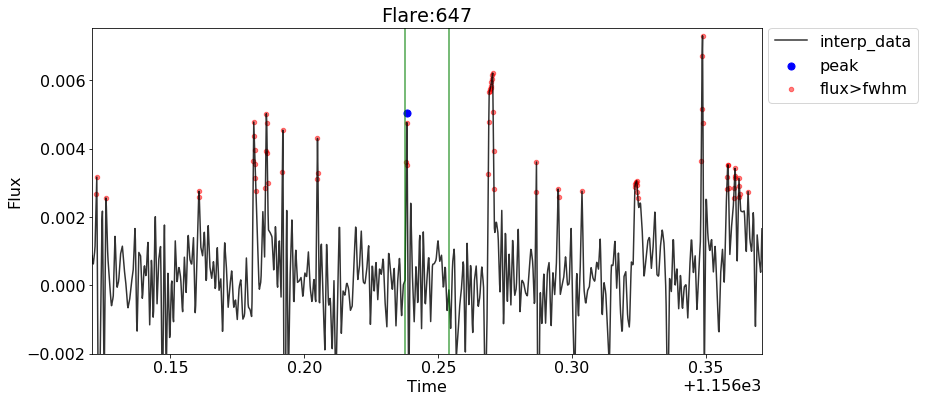 Flare:647
interp_data
peak
flux>fwhm
Flux
0.006
0.004
0.002
0.000
−0.002
0.15
0.20
0.25
0.30
0.35
Time
+1.156e3